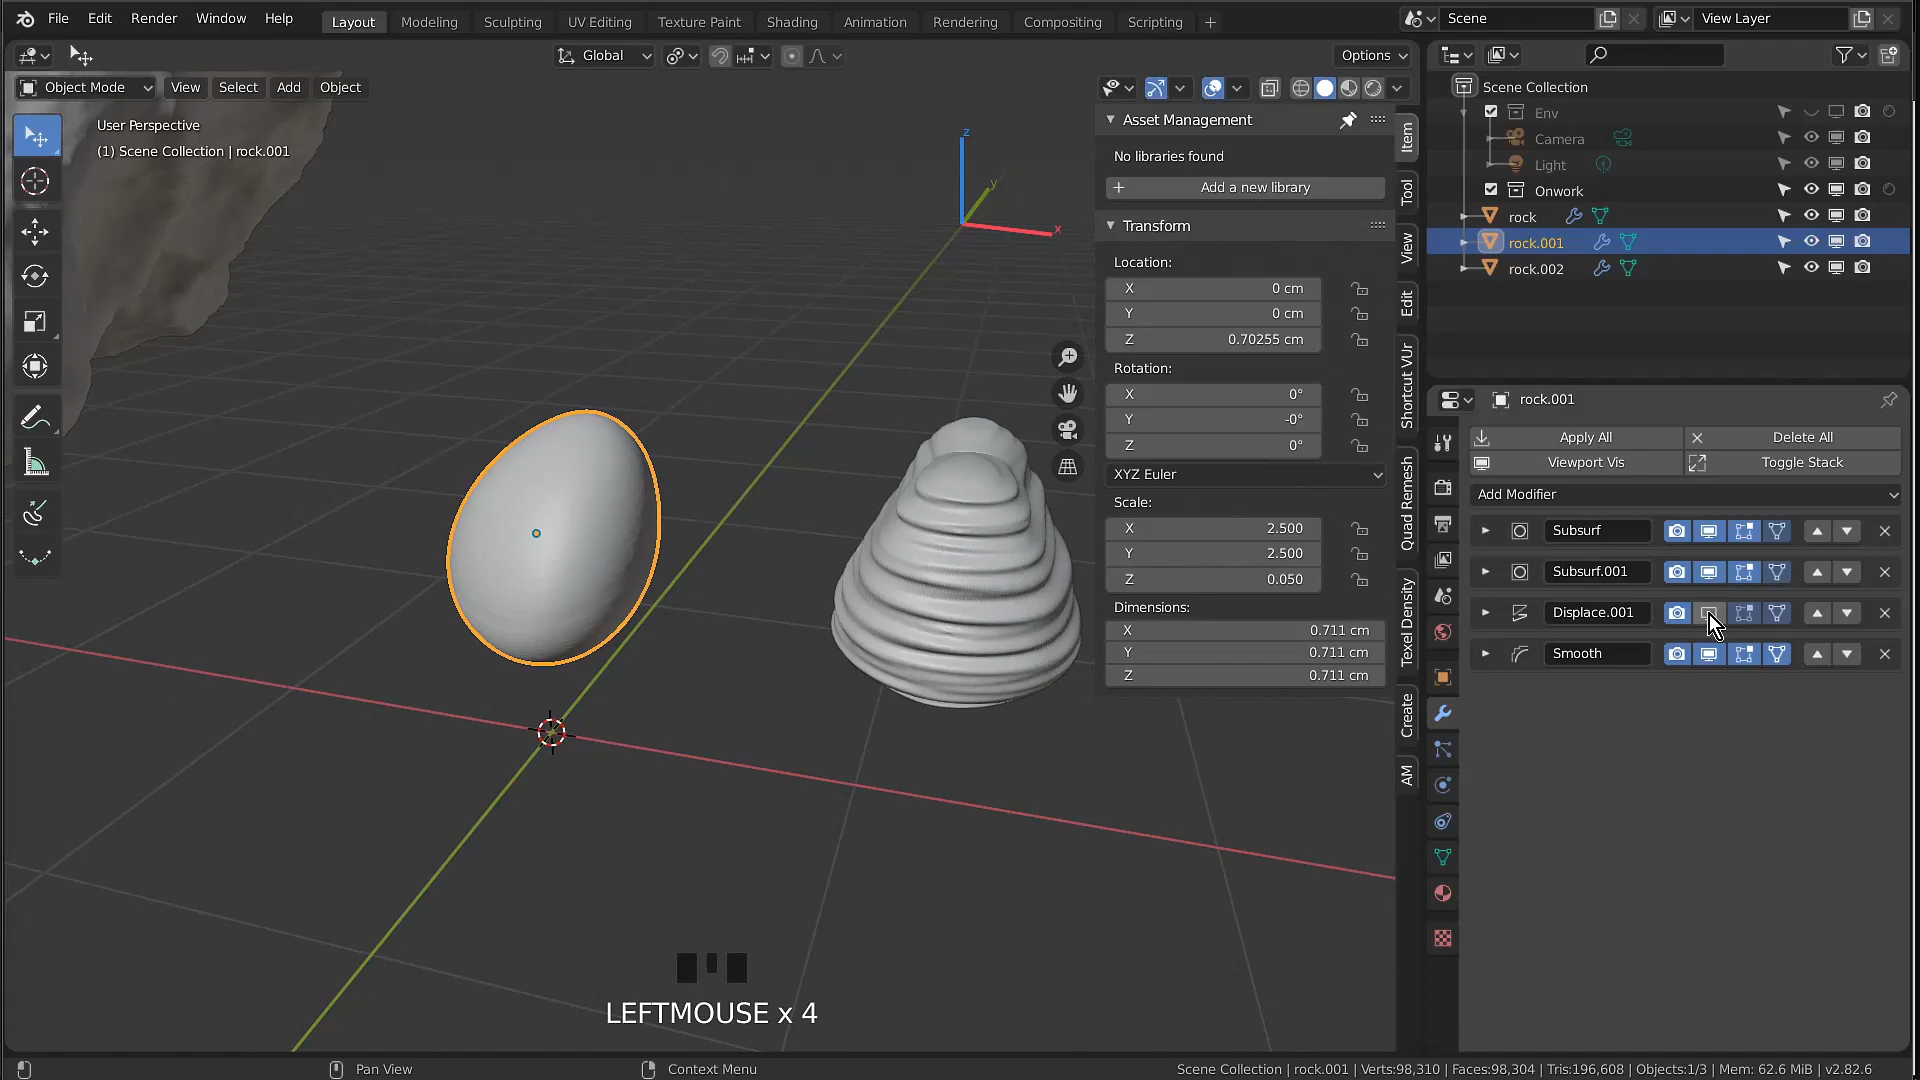 File Edit Render Window Help Layout Modeling Sculpting UV Editing Texture Paint Shading Animation Rendering Compositing Scripting + Scene View Layer
Global Options
Object Mode View Select Add Object
User Perspective
(1) Scene Collection | rock.001
z
y
x
Asset Management
No libraries found
+ Add a new library
Transform
Location:
X 0 cm
Y 0 cm
Z 0.70255 cm
Rotation:
X 0°
Y -0°
Z 0°
XYZ Euler
Scale:
X 2.500
Y 2.500
Z 0.050
Dimensions:
X 0.711 cm
Y 0.711 cm
Z 0.711 cm
Item
Tool
View
Edit
Shortcut VUr
Quad Remesh
Texel Density
Create
AM
Scene Collection
Env
Camera
Light
Onwork
rock
rock.001
rock.002
rock.001
Apply All Delete All
Viewport Vis Toggle Stack
Add Modifier
Subsurf
Subsurf.001
Displace.001
Smooth
LEFTMOUSE x 4
Pan View Context Menu Scene Collection | rock.001 | Verts:98,310 | Faces:98,304 | Tris:196,608 | Objects:1/3 | Mem: 62.6 MiB | v2.82.6